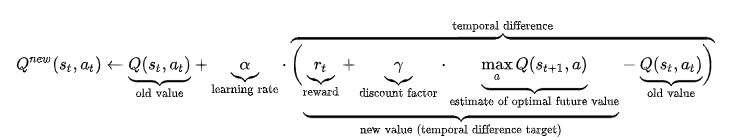 temporal difference
Q^{new}(s_t, a_t) ← Q(s_t, a_t) + α · ( r_t + γ · max_a Q(s_{t+1}, a) − Q(s_t, a_t) )
old value learning rate reward discount factor estimate of optimal future value old value
new value (temporal difference target)